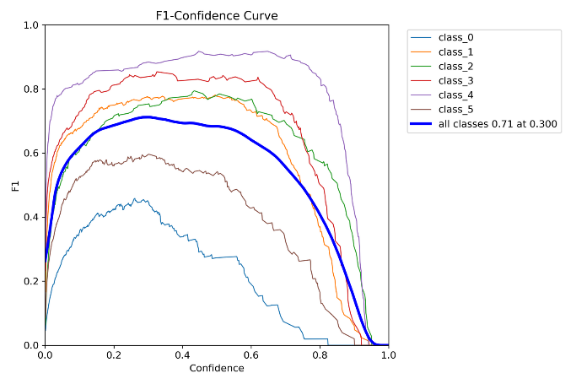 F1-Confidence Curve
1.0
0.8
0.6
0.4
0.2
0.0
F1
0.0 0.2 0.4 0.6 0.8 1.0
Confidence
class_0
class_1
class_2
class_3
class_4
class_5
all classes 0.71 at 0.300